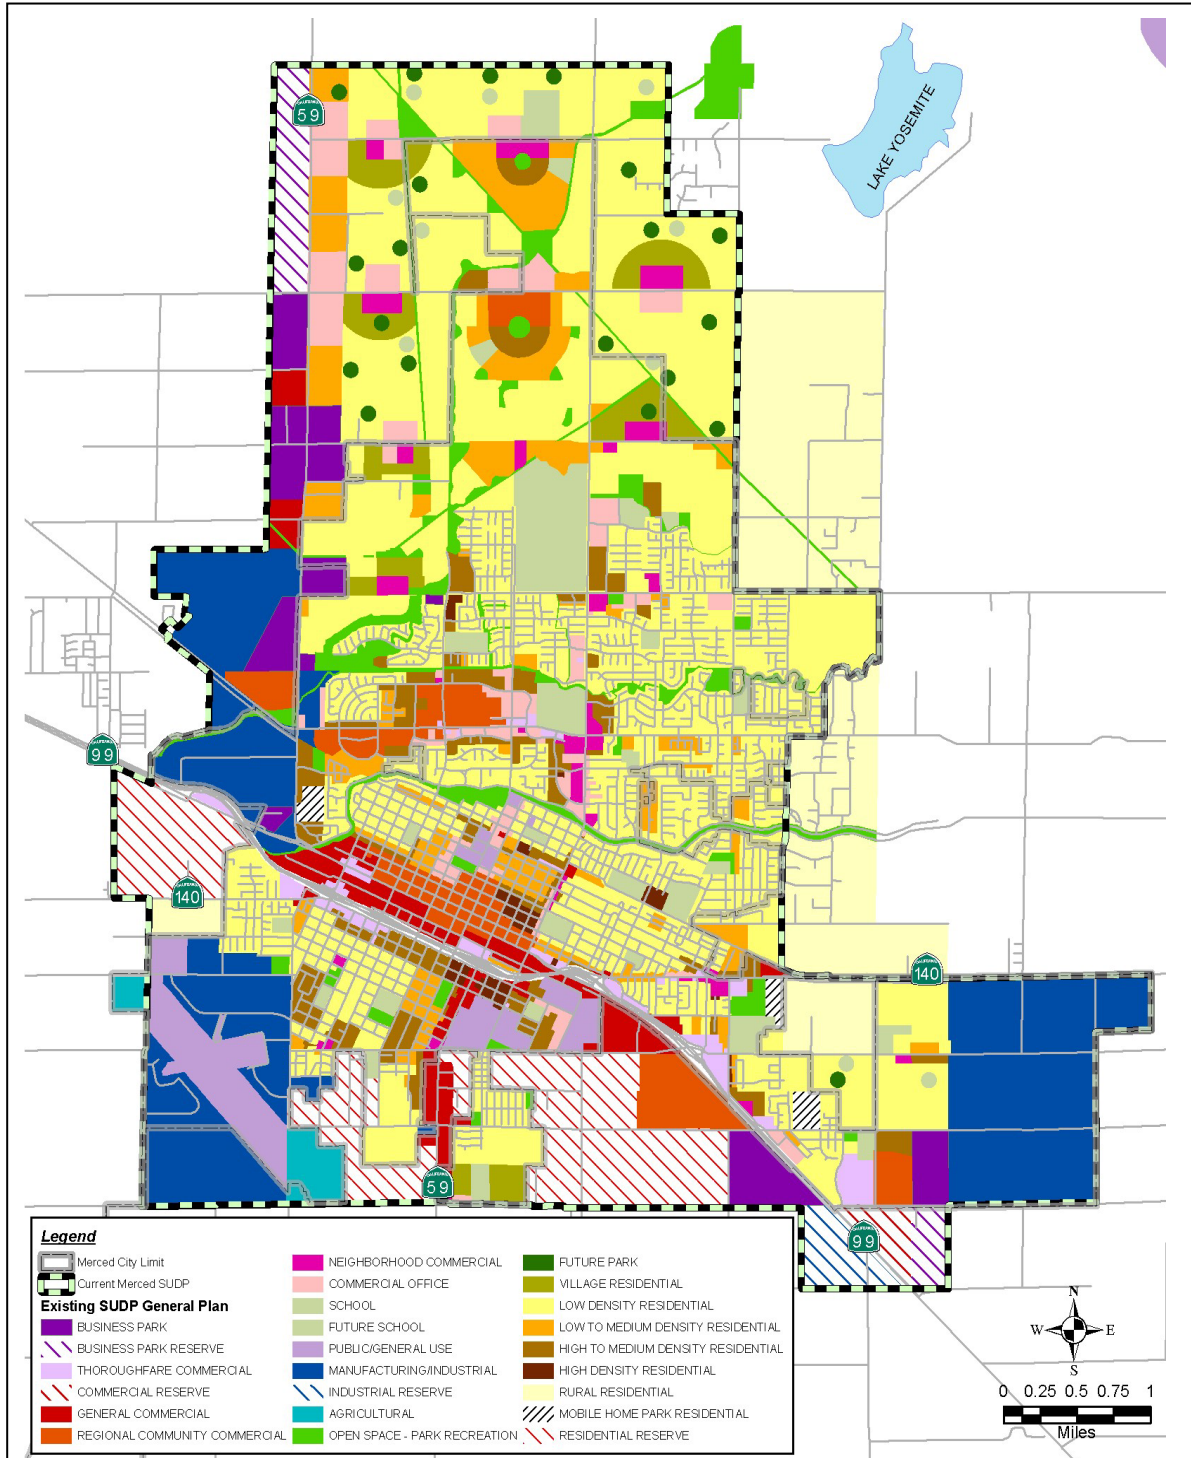 59
LAKE YOSEMITE
99
140
140
59
99
Legend
Merced City Limit
Current Merced SUDP
Existing SUDP General Plan
BUSINESS PARK
BUSINESS PARK RESERVE
THOROUGHFARE COMMERCIAL
COMMERCIAL RESERVE
GENERAL COMMERCIAL
REGIONAL COMMUNITY COMMERCIAL
NEIGHBORHOOD COMMERCIAL
COMMERCIAL OFFICE
SCHOOL
FUTURE SCHOOL
PUBLIC/GENERAL USE
MANUFACTURING/INDUSTRIAL
INDUSTRIAL RESERVE
AGRICULTURAL
OPEN SPACE - PARK RECREATION
FUTURE PARK
VILLAGE RESIDENTIAL
LOW DENSITY RESIDENTIAL
LOW TO MEDIUM DENSITY RESIDENTIAL
HIGH TO MEDIUM DENSITY RESIDENTIAL
HIGH DENSITY RESIDENTIAL
RURAL RESIDENTIAL
MOBILE HOME PARK RESIDENTIAL
RESIDENTIAL RESERVE
N
W E
S
0 0.25 0.5 0.75 1
Miles